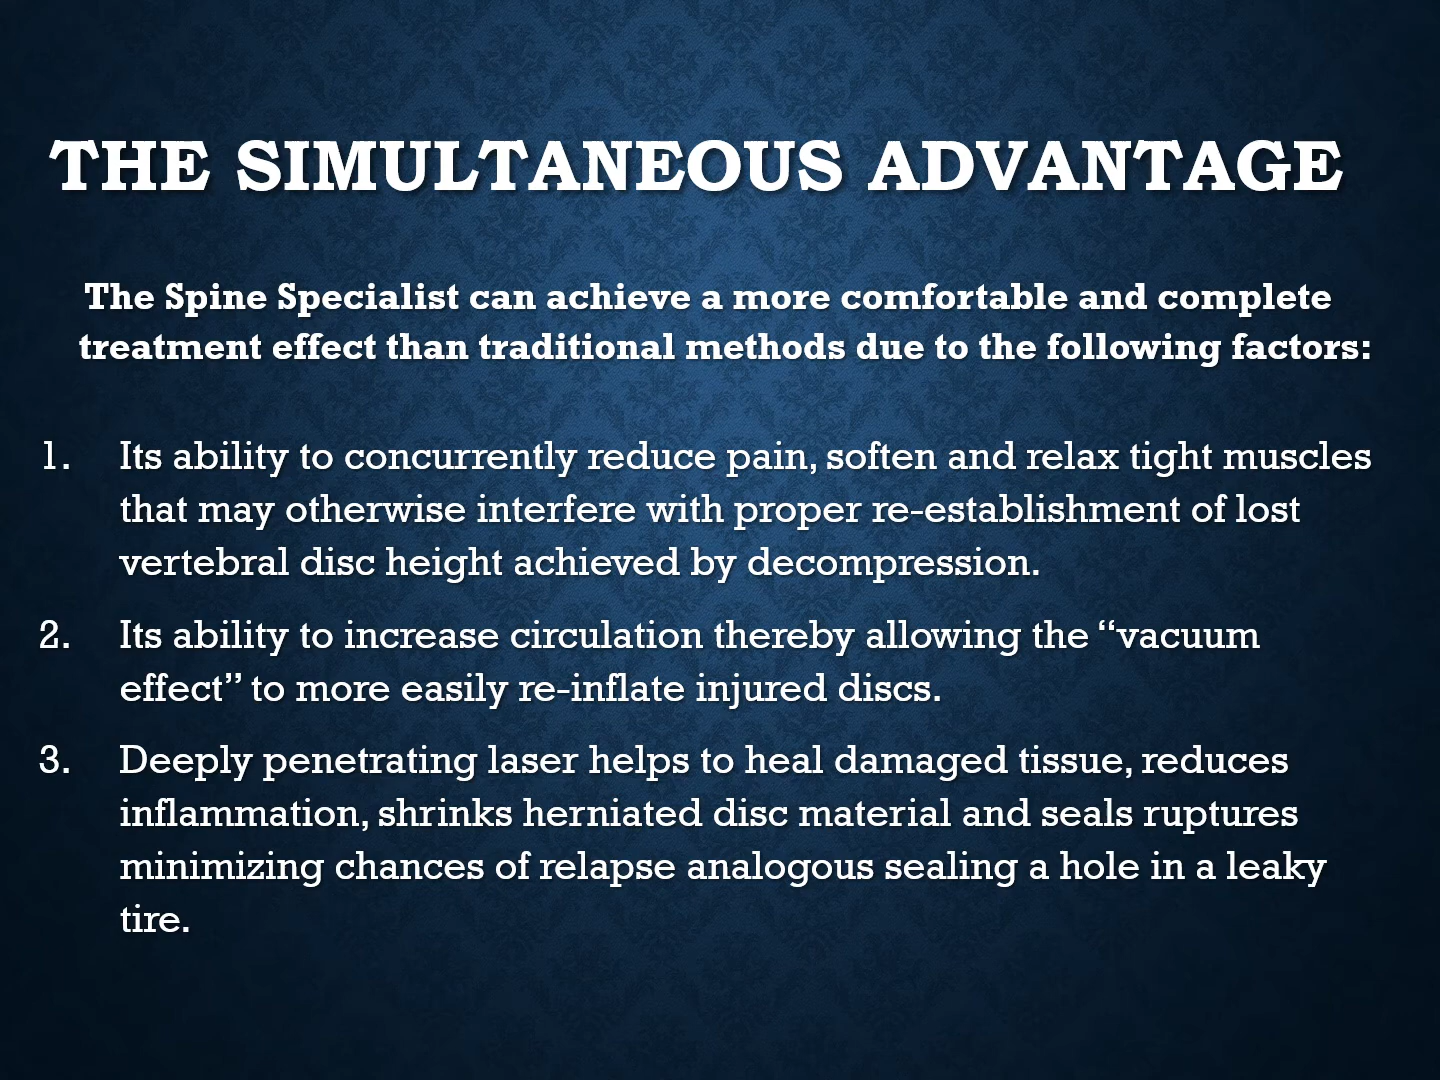 THE SIMULTANEOUS ADVANTAGE
The Spine Specialist can achieve a more comfortable and complete
treatment effect than traditional methods due to the following factors:
1. Its ability to concurrently reduce pain, soften and relax tight muscles
that may otherwise interfere with proper re-establishment of lost
vertebral disc height achieved by decompression.
2. Its ability to increase circulation thereby allowing the “vacuum
effect” to more easily re-inflate injured discs.
3. Deeply penetrating laser helps to heal damaged tissue, reduces
inflammation, shrinks herniated disc material and seals ruptures
minimizing chances of relapse analogous sealing a hole in a leaky
tire.